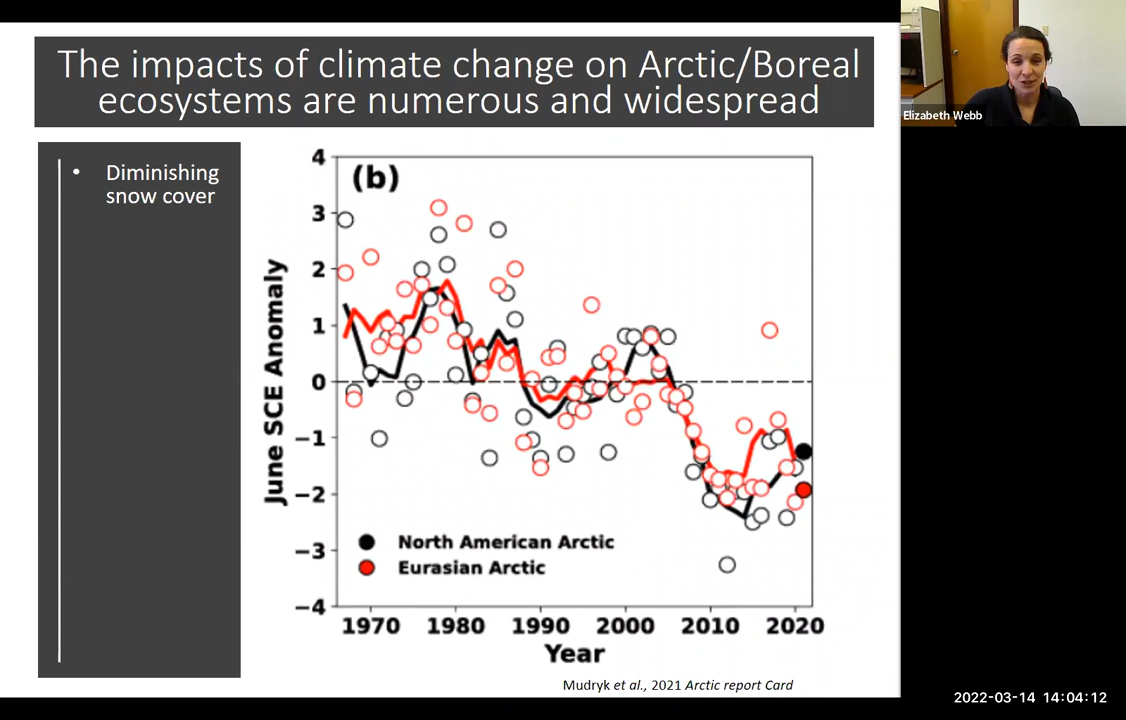 The impacts of climate change on Arctic/Boreal
ecosystems are numerous and widespread
Elizabeth Webb
• Diminishing
snow cover
(b)
4
3
2
1
0
−1
−2
−3
−4
June SCE Anomaly
North American Arctic
Eurasian Arctic
1970 1980 1990 2000 2010 2020
Year
Mudryk et al., 2021 Arctic report Card
2022-03-14 14:04:12